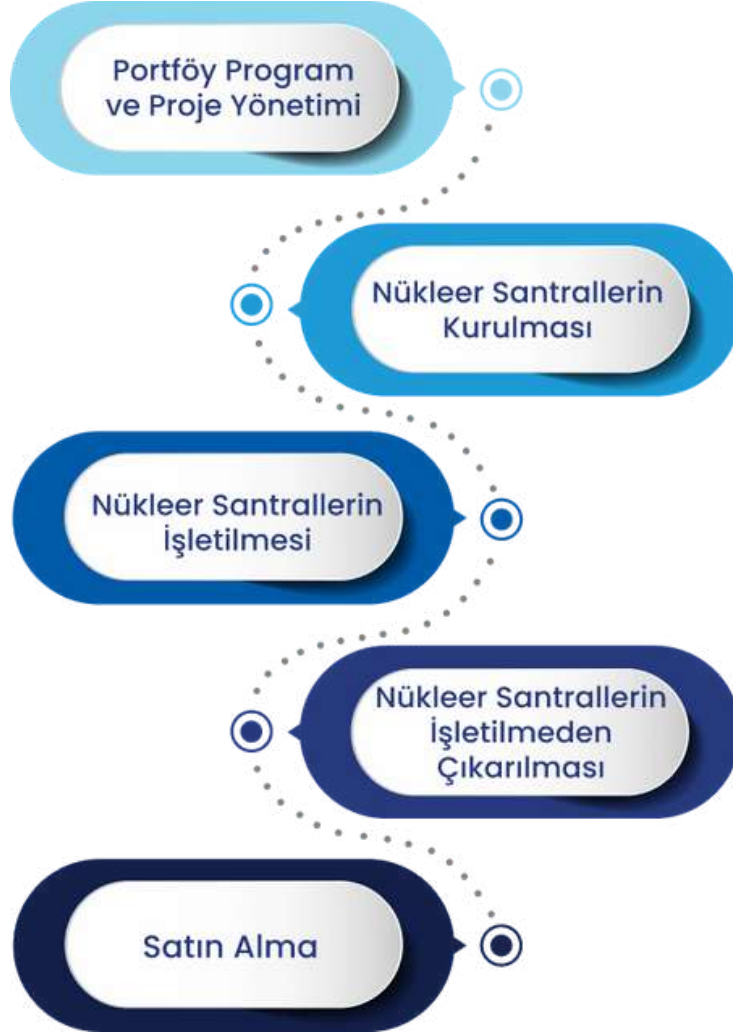 Portföy Program
ve Proje Yönetimi
Nükleer Santrallerin
Kurulması
Nükleer Santrallerin
İşletilmesi
Nükleer Santrallerin
İşletilmeden
Çıkarılması
Satın Alma